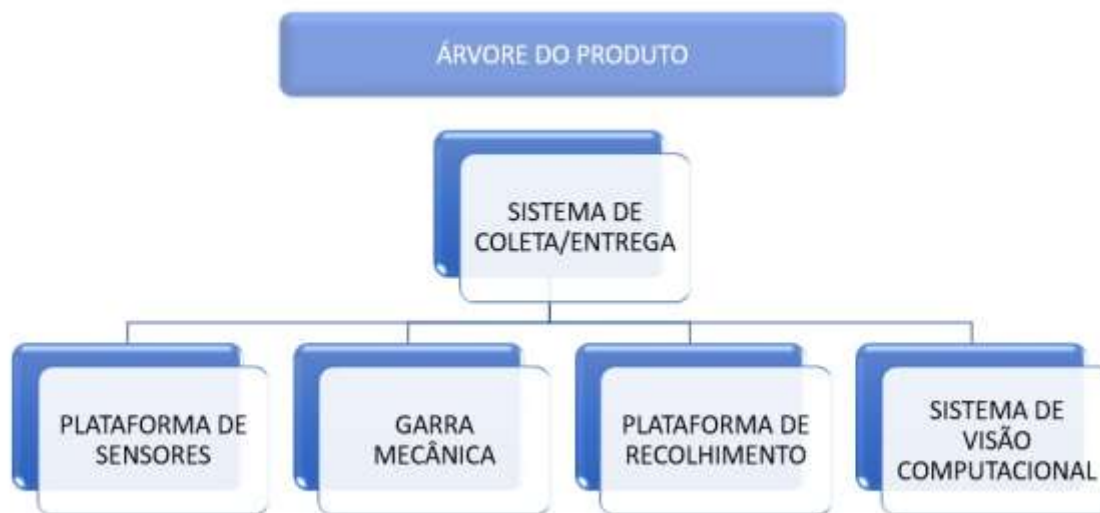 ÁRVORE DO PRODUTO
SISTEMA DE
COLETA/ENTREGA
PLATAFORMA DE
SENSORES
GARRA
MECÂNICA
PLATAFORMA DE
RECOLHIMENTO
SISTEMA DE
VISÃO
COMPUTACIONAL